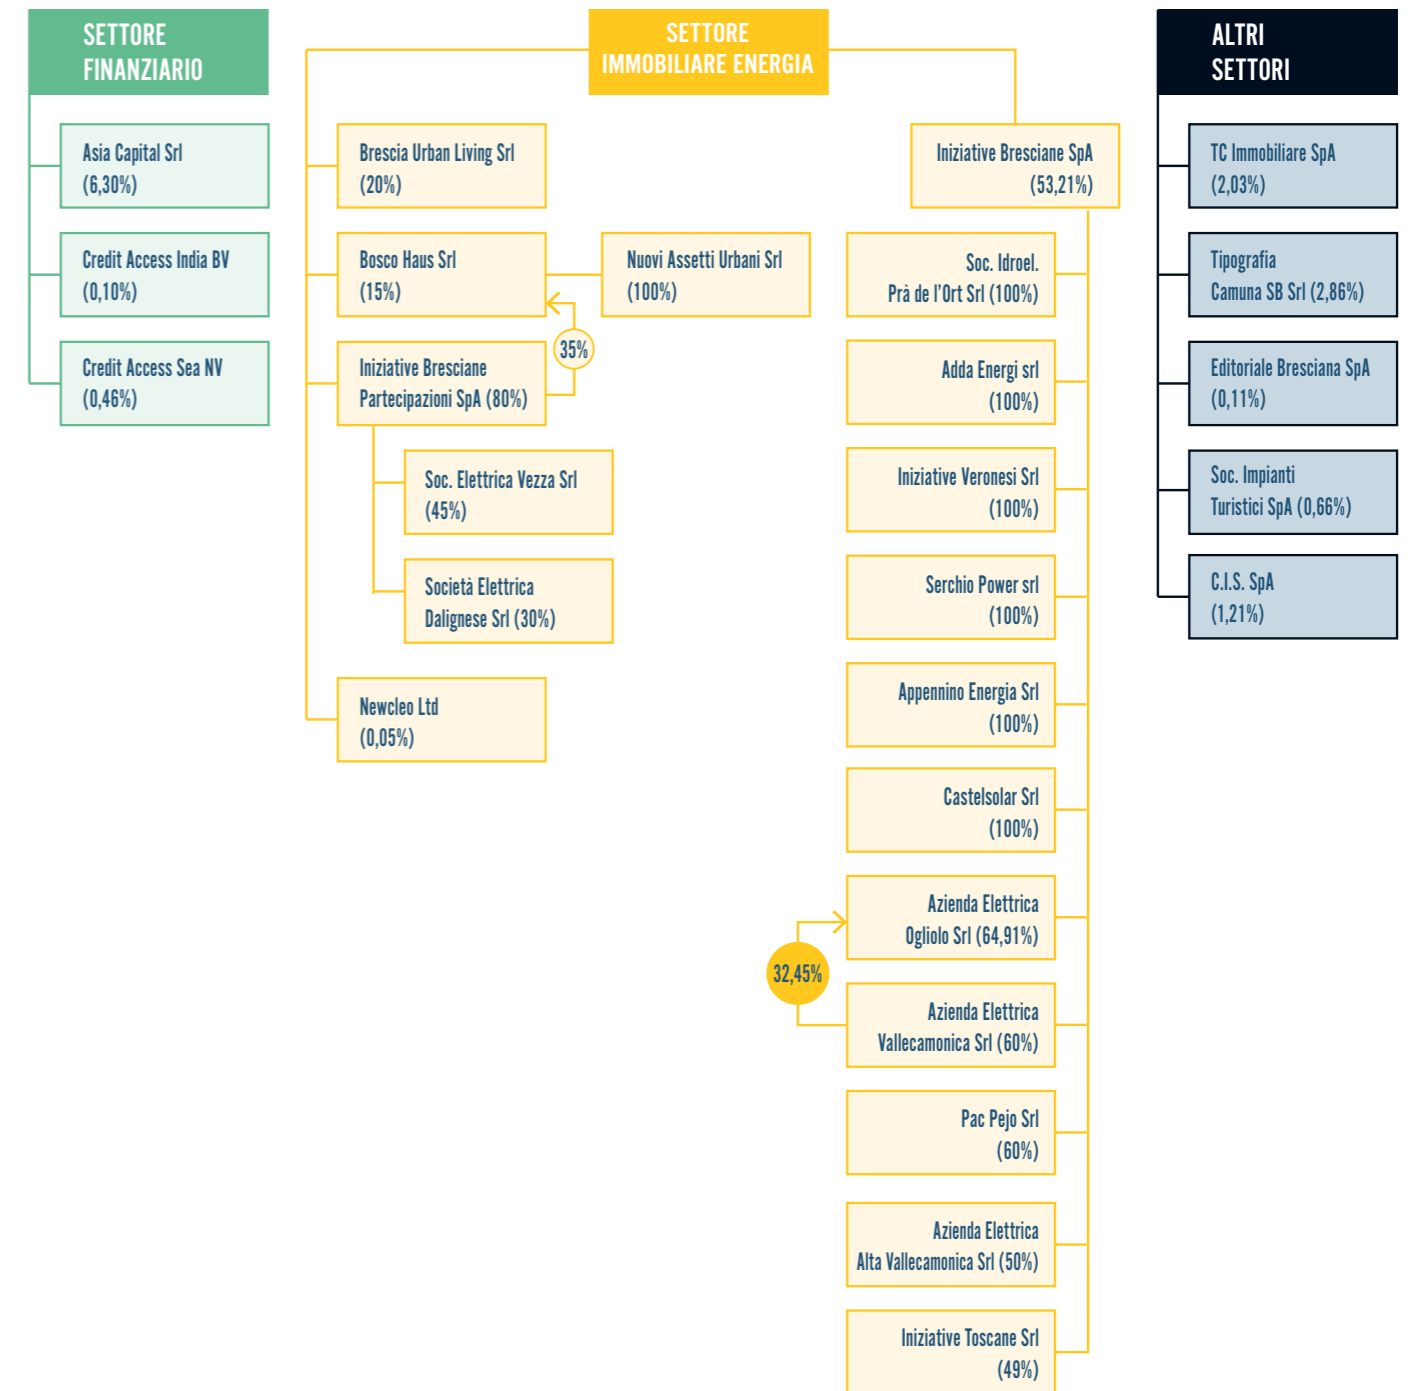 SETTORE
FINANZIARIO
Asia Capital Srl
(6,30%)
Credit Access India BV
(0,10%)
Credit Access Sea NV
(0,46%)
SETTORE
IMMOBILIARE ENERGIA
Brescia Urban Living Srl
(20%)
Bosco Haus Srl
(15%)
Nuovi Assetti Urbani Srl
(100%)
35%
Iniziative Bresciane
Partecipazioni SpA (80%)
Soc. Elettrica Vezza Srl
(45%)
Società Elettrica
Dalignese Srl (30%)
Newcleo Ltd
(0,05%)
Iniziative Bresciane SpA
(53,21%)
Soc. Idroel.
Prà de l'Ort Srl (100%)
Adda Energi srl
(100%)
Iniziative Veronesi Srl
(100%)
Serchio Power srl
(100%)
Appennino Energia Srl
(100%)
Castelsolar Srl
(100%)
Azienda Elettrica
Ogliolo Srl (64,91%)
32,45%
Azienda Elettrica
Vallecamonica Srl (60%)
Pac Pejo Srl
(60%)
Azienda Elettrica
Alta Vallecamonica Srl (50%)
Iniziative Toscane Srl
(49%)
ALTRI
SETTORI
TC Immobiliare SpA
(2,03%)
Tipografia
Camuna SB Srl (2,86%)
Editoriale Bresciana SpA
(0,11%)
Soc. Impianti
Turistici SpA (0,66%)
C.I.S. SpA
(1,21%)